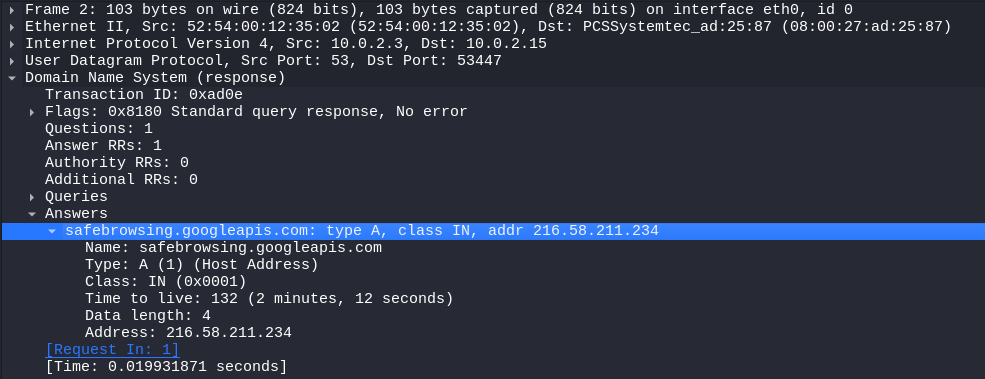 Frame 2: 103 bytes on wire (824 bits), 103 bytes captured (824 bits) on interface eth0, id 0
Ethernet II, Src: 52:54:00:12:35:02 (52:54:00:12:35:02), Dst: PCSSystemtec_ad:25:87 (08:00:27:ad:25:87)
Internet Protocol Version 4, Src: 10.0.2.3, Dst: 10.0.2.15
User Datagram Protocol, Src Port: 53, Dst Port: 53447
Domain Name System (response)
Transaction ID: 0xad0e
Flags: 0x8180 Standard query response, No error
Questions: 1
Answer RRs: 1
Authority RRs: 0
Additional RRs: 0
Queries
Answers
safebrowsing.googleapis.com: type A, class IN, addr 216.58.211.234
Name: safebrowsing.googleapis.com
Type: A (1) (Host Address)
Class: IN (0x0001)
Time to live: 132 (2 minutes, 12 seconds)
Data length: 4
Address: 216.58.211.234
[Request In: 1]
[Time: 0.019931871 seconds]